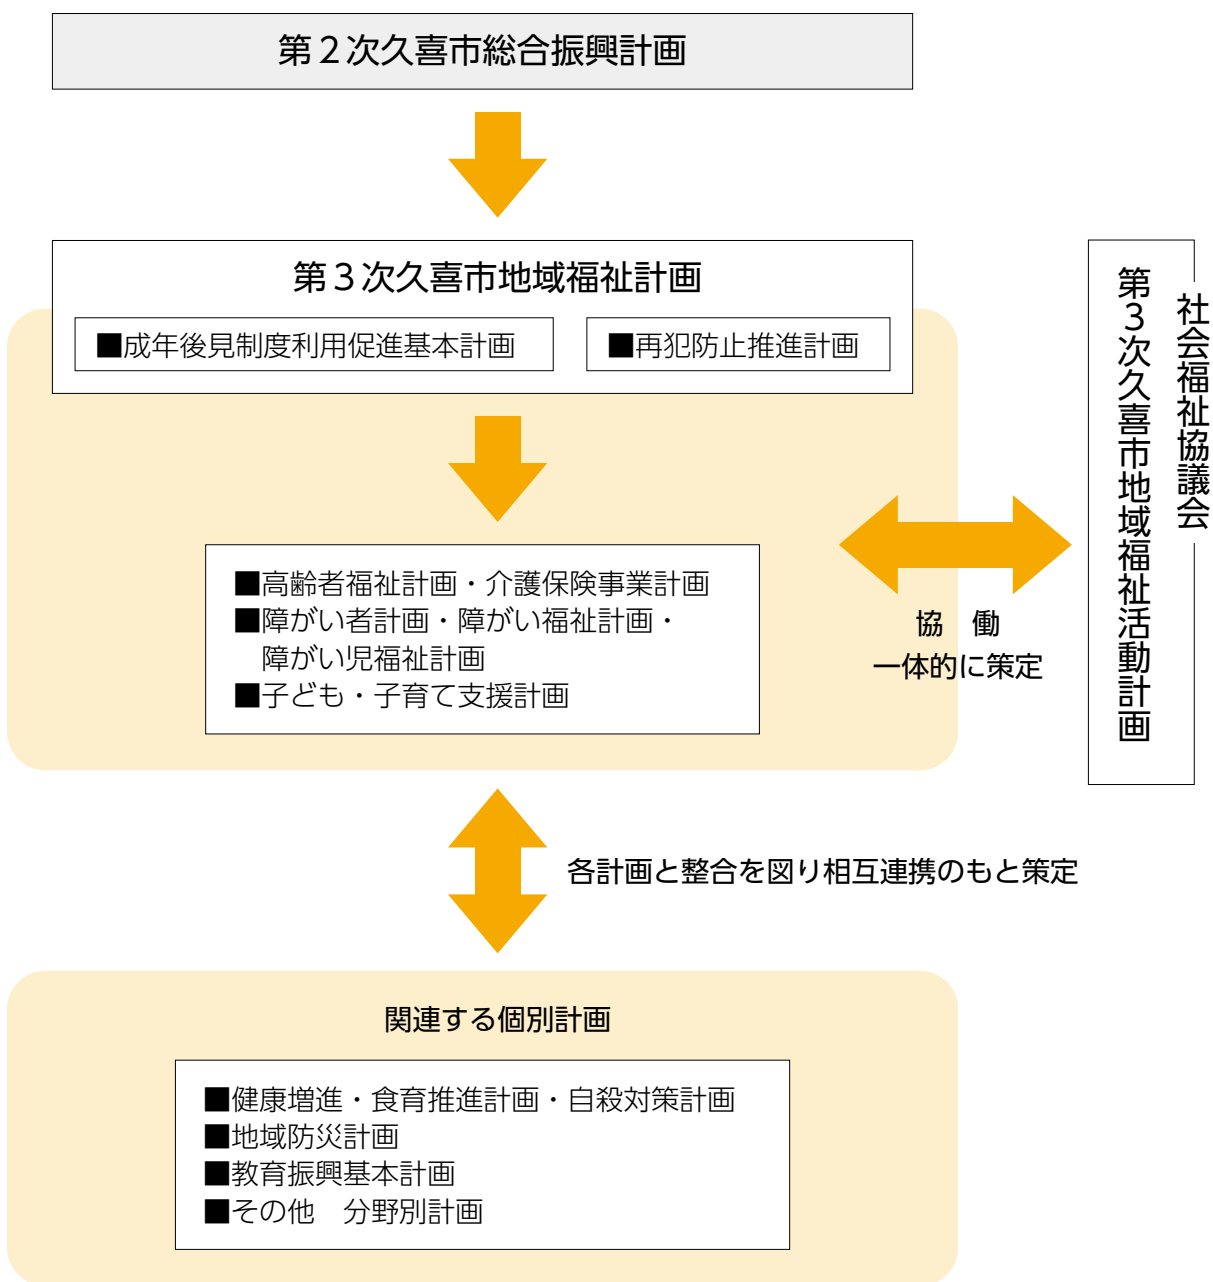 第２次久喜市総合振興計画
第３次久喜市地域福祉計画
■成年後見制度利用促進基本計画
■再犯防止推進計画
■高齢者福祉計画・介護保険事業計画
■障がい者計画・障がい福祉計画・
障がい児福祉計画
■子ども・子育て支援計画
協　働
一体的に策定
社会福祉協議会
第３次久喜市地域福祉活動計画
各計画と整合を図り相互連携のもと策定
関連する個別計画
■健康増進・食育推進計画・自殺対策計画
■地域防災計画
■教育振興基本計画
■その他　分野別計画